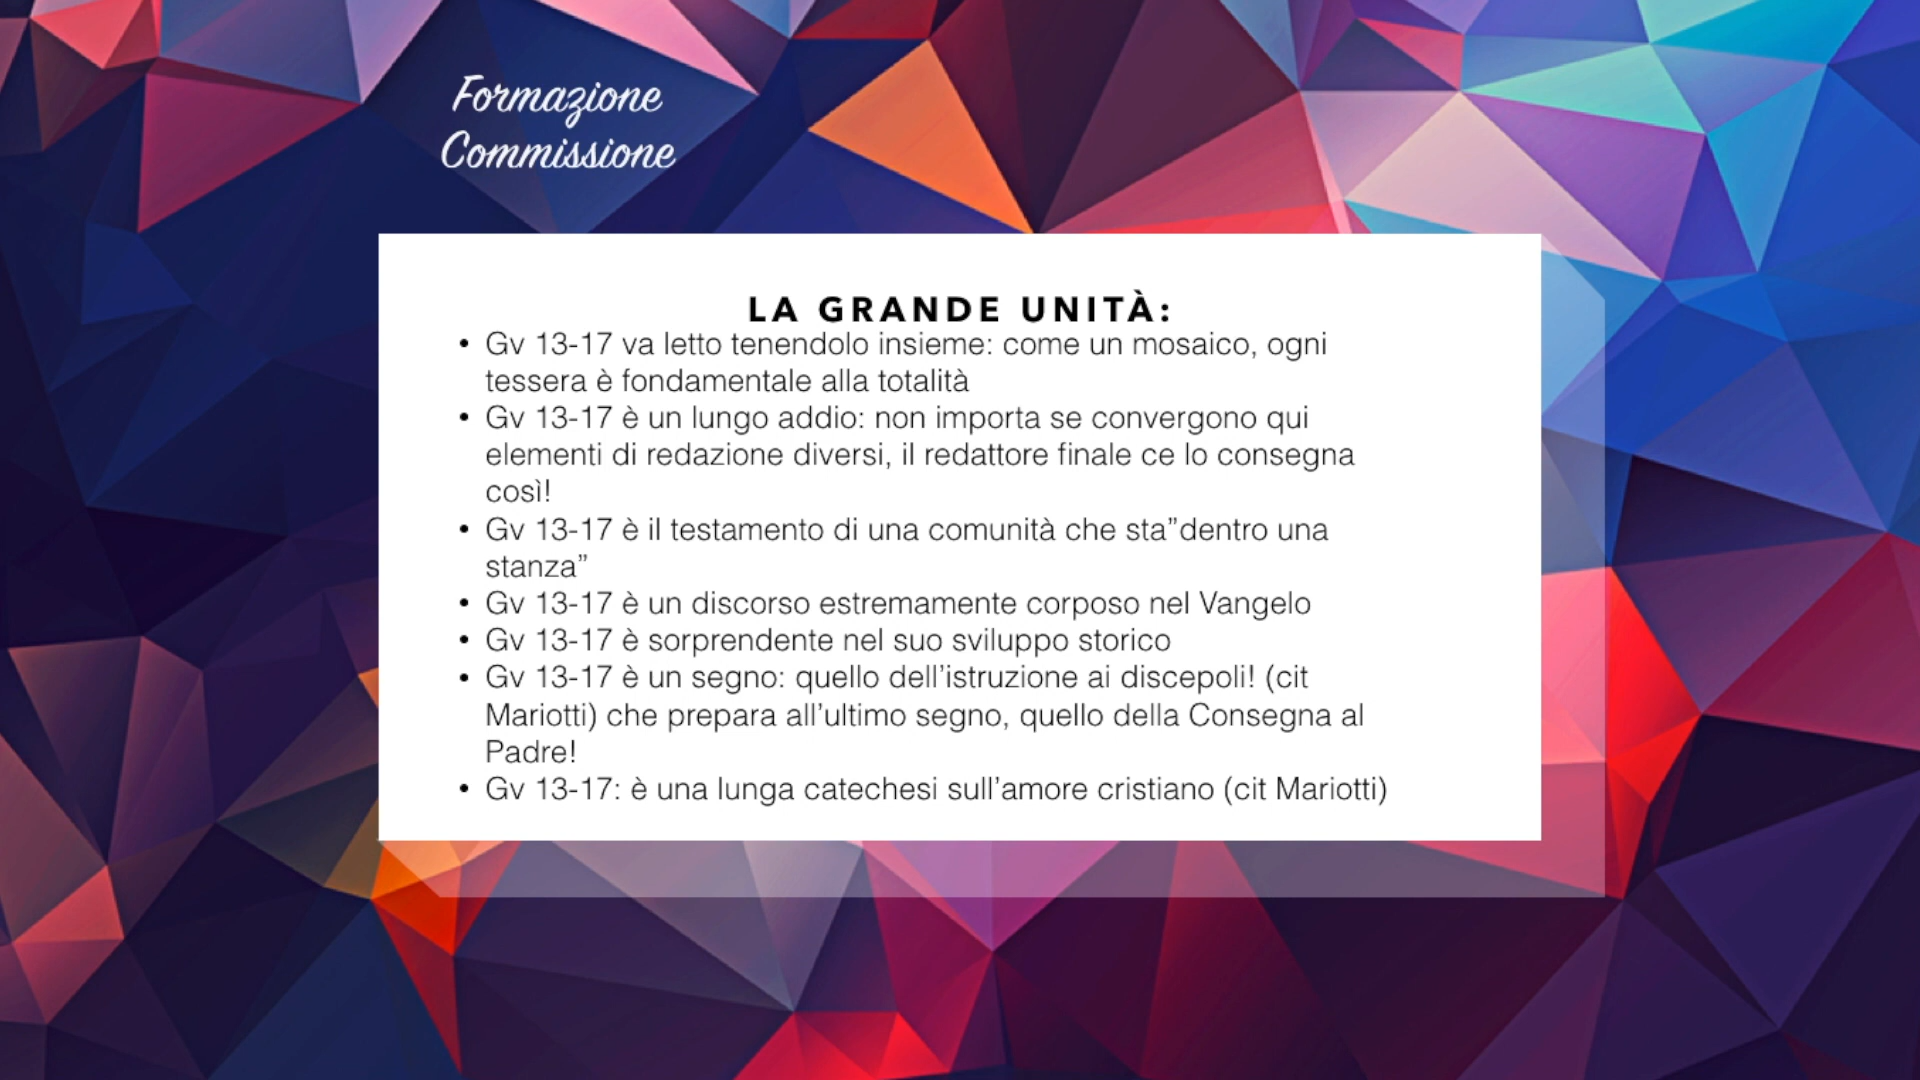 Formazione
Commissione
LA GRANDE UNITÀ:
• Gv 13-17 va letto tenendolo insieme: come un mosaico, ogni
tessera è fondamentale alla totalità
• Gv 13-17 è un lungo addio: non importa se convergono qui
elementi di redazione diversi, il redattore finale ce lo consegna
così!
• Gv 13-17 è il testamento di una comunità che sta”dentro una
stanza”
• Gv 13-17 è un discorso estremamente corposo nel Vangelo
• Gv 13-17 è sorprendente nel suo sviluppo storico
• Gv 13-17 è un segno: quello dell’istruzione ai discepoli! (cit
Mariotti) che prepara all’ultimo segno, quello della Consegna al
Padre!
• Gv 13-17: è una lunga catechesi sull’amore cristiano (cit Mariotti)